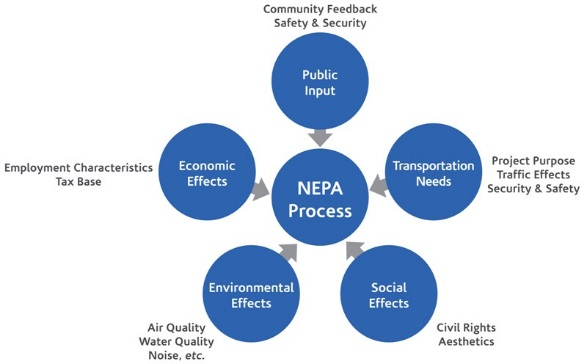 Community Feedback
Safety & Security
Public
Input
Economic
Effects
Employment Characteristics
Tax Base
NEPA
Process
Transportation
Needs
Project Purpose
Traffic Effects
Security & Safety
Environmental
Effects
Air Quality
Water Quality
Noise, etc.
Social
Effects
Civil Rights
Aesthetics